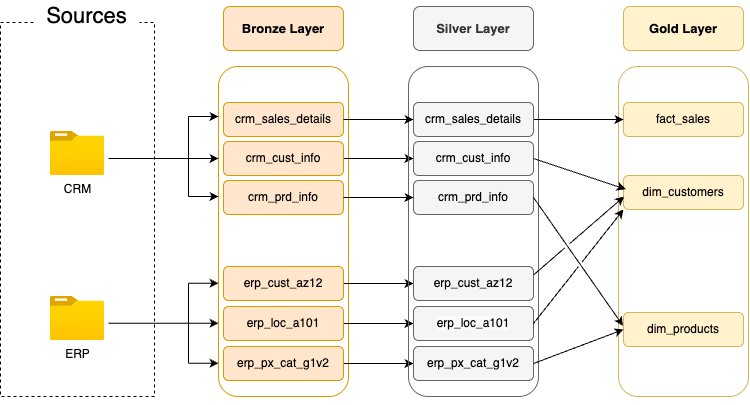 Sources
Bronze Layer
Silver Layer
Gold Layer
CRM
crm_sales_details
crm_cust_info
crm_prd_info
crm_sales_details
crm_cust_info
crm_prd_info
fact_sales
dim_customers
ERP
erp_cust_az12
erp_loc_a101
erp_px_cat_g1v2
erp_cust_az12
erp_loc_a101
erp_px_cat_g1v2
dim_products